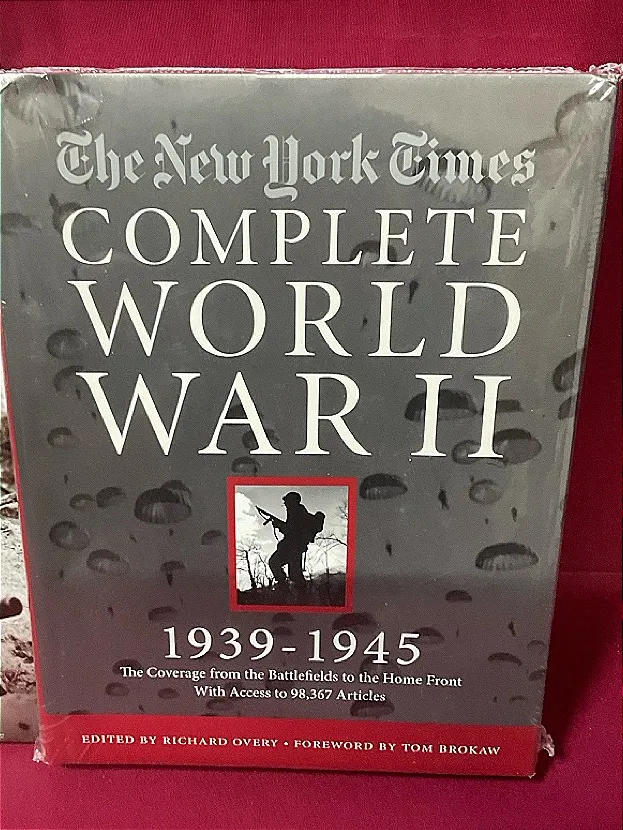 The New York Times
COMPLETE
WORLD
WAR II
1939-1945
The Coverage from the Battlefields to the Home Front
With Access to 98,367 Articles
EDITED BY RICHARD OVERY • FOREWORD BY TOM BROKAW